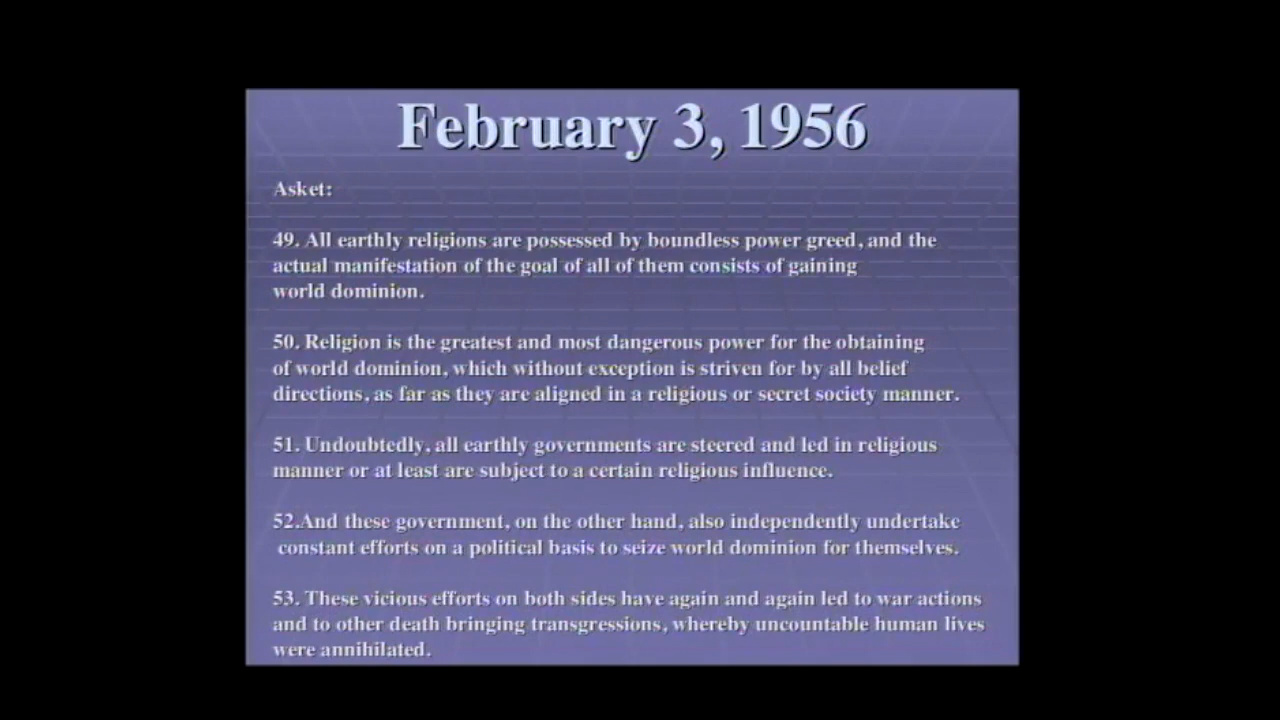 February 3, 1956
Asket:
49. All earthly religions are possessed by boundless power greed, and the
actual manifestation of the goal of all of them consists of gaining
world dominion.
50. Religion is the greatest and most dangerous power for the obtaining
of world dominion, which without exception is striven for by all belief
directions, as far as they are aligned in a religious or secret society manner.
51. Undoubtedly, all earthly governments are steered and led in religious
manner or at least are subject to a certain religious influence.
52.And these government, on the other hand, also independently undertake
constant efforts on a political basis to seize world dominion for themselves.
53. These vicious efforts on both sides have again and again led to war actions
and to other death bringing transgressions, whereby uncountable human lives
were annihilated.